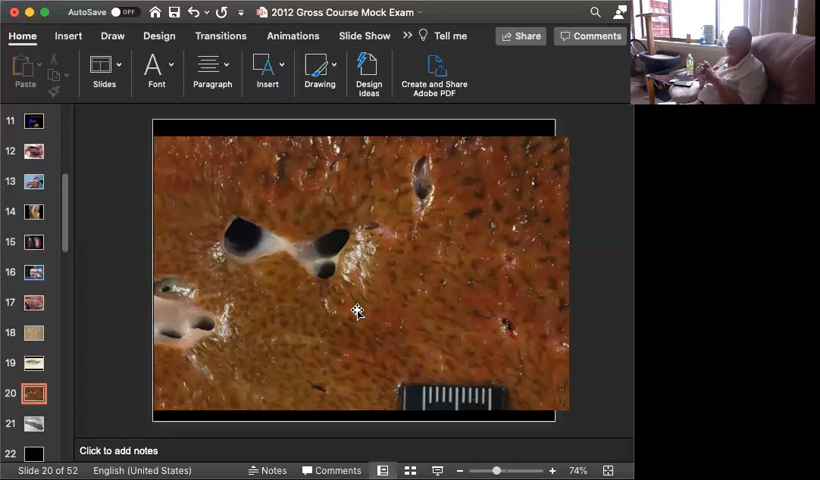 AutoSave OFF 2012 Gross Course Mock Exam
Home Insert Draw Design Transitions Animations Slide Show Tell me Share Comments
Paste Slides Font Paragraph Insert Drawing Design Ideas Create and Share Adobe PDF
11
12
13
14
15
16
17
18
19
20
21
22
Click to add notes
Slide 20 of 52 English (United States) Notes Comments 74%